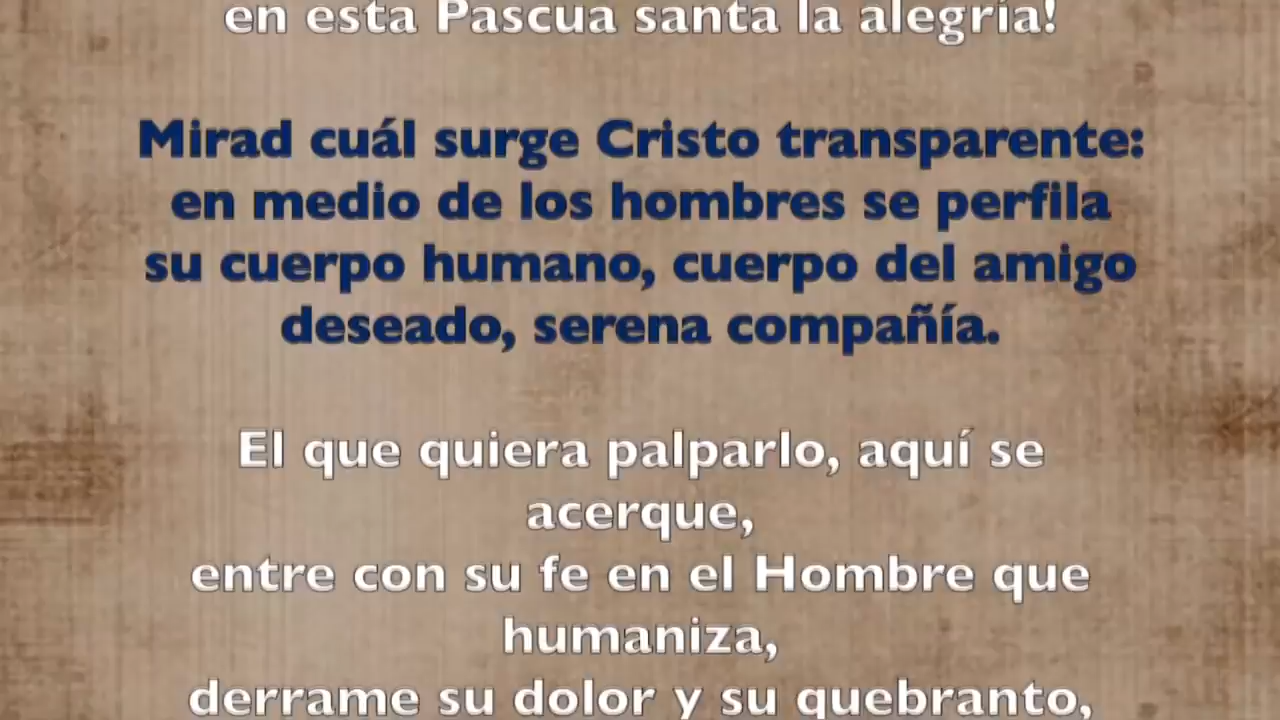 en esta Pascua santa la alegría!
Mirad cuál surge Cristo transparente:
en medio de los hombres se perfila
su cuerpo humano, cuerpo del amigo
deseado, serena compañía.
El que quiera palparlo, aquí se
acerque,
entre con su fe en el Hombre que
humaniza,
derrame su dolor y su quebranto,